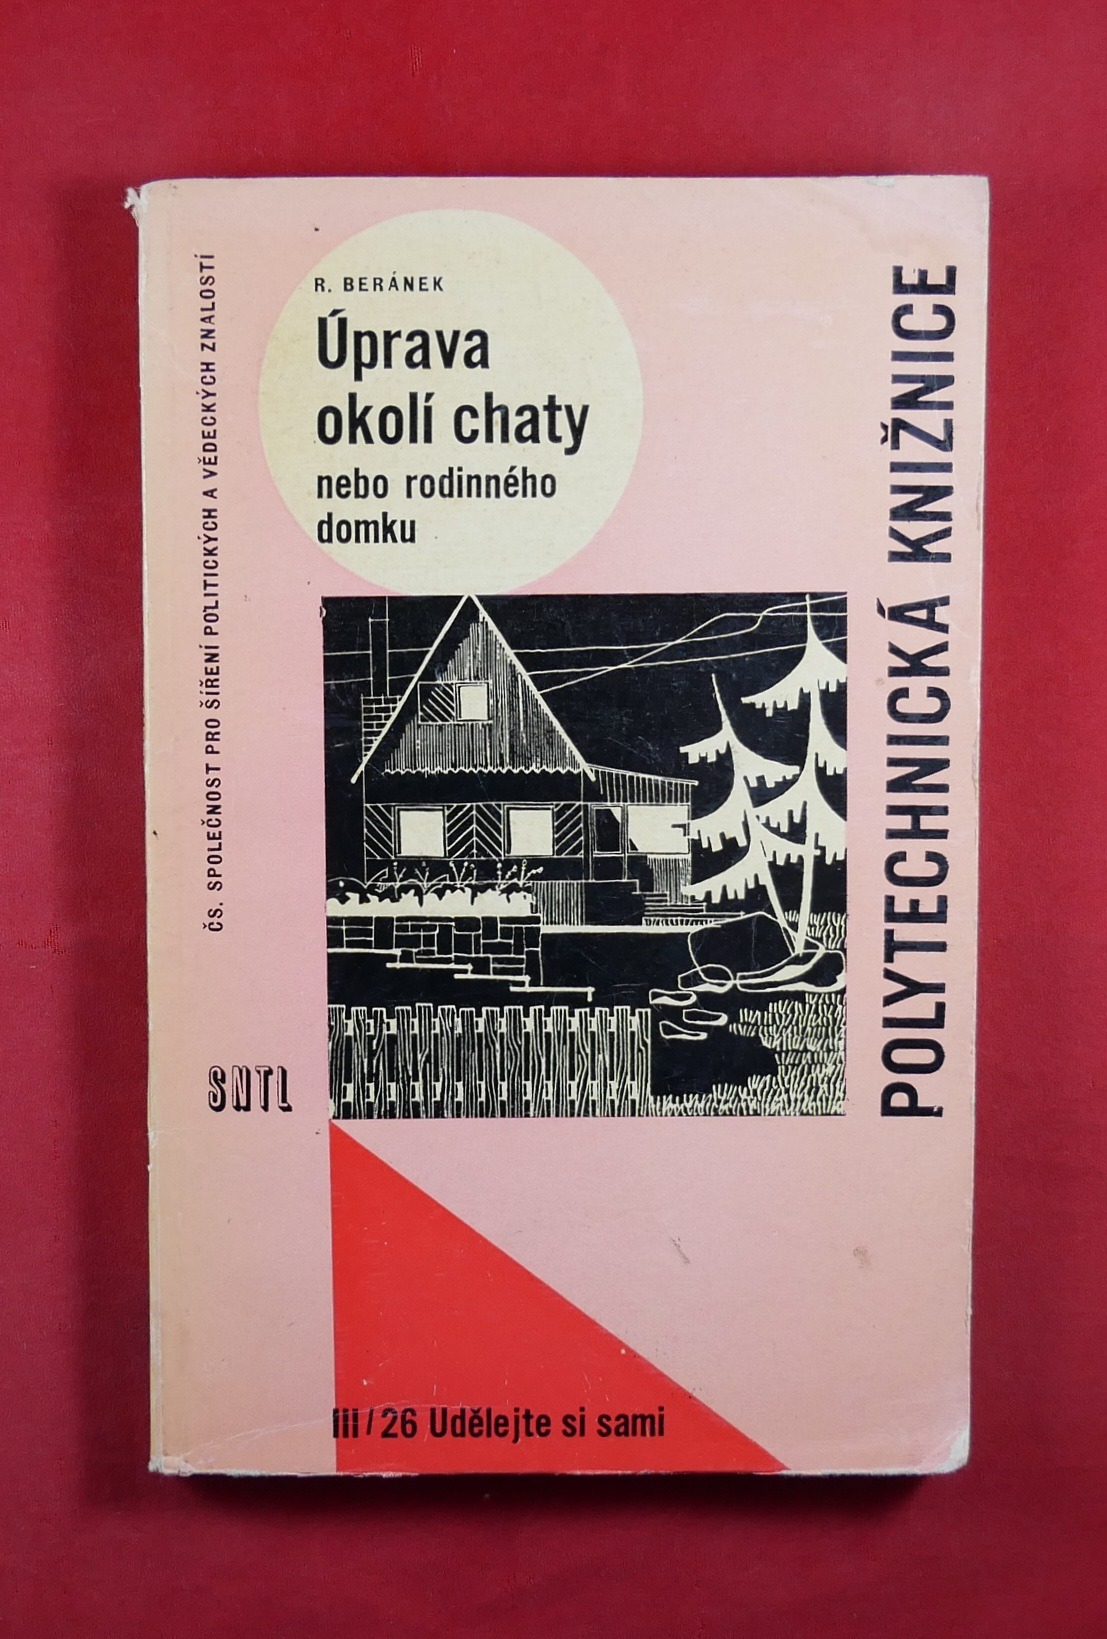 R. BERÁNEK
Úprava
okolí chaty
nebo rodinného
domku
ČS. SPOLEČNOST PRO ŠÍŘENÍ POLITICKÝCH A VĚDECKÝCH ZNALOSTÍ
POLYTECHNICKÁ KNIŽNICE
SNTL
III/26 Udělejte si sami